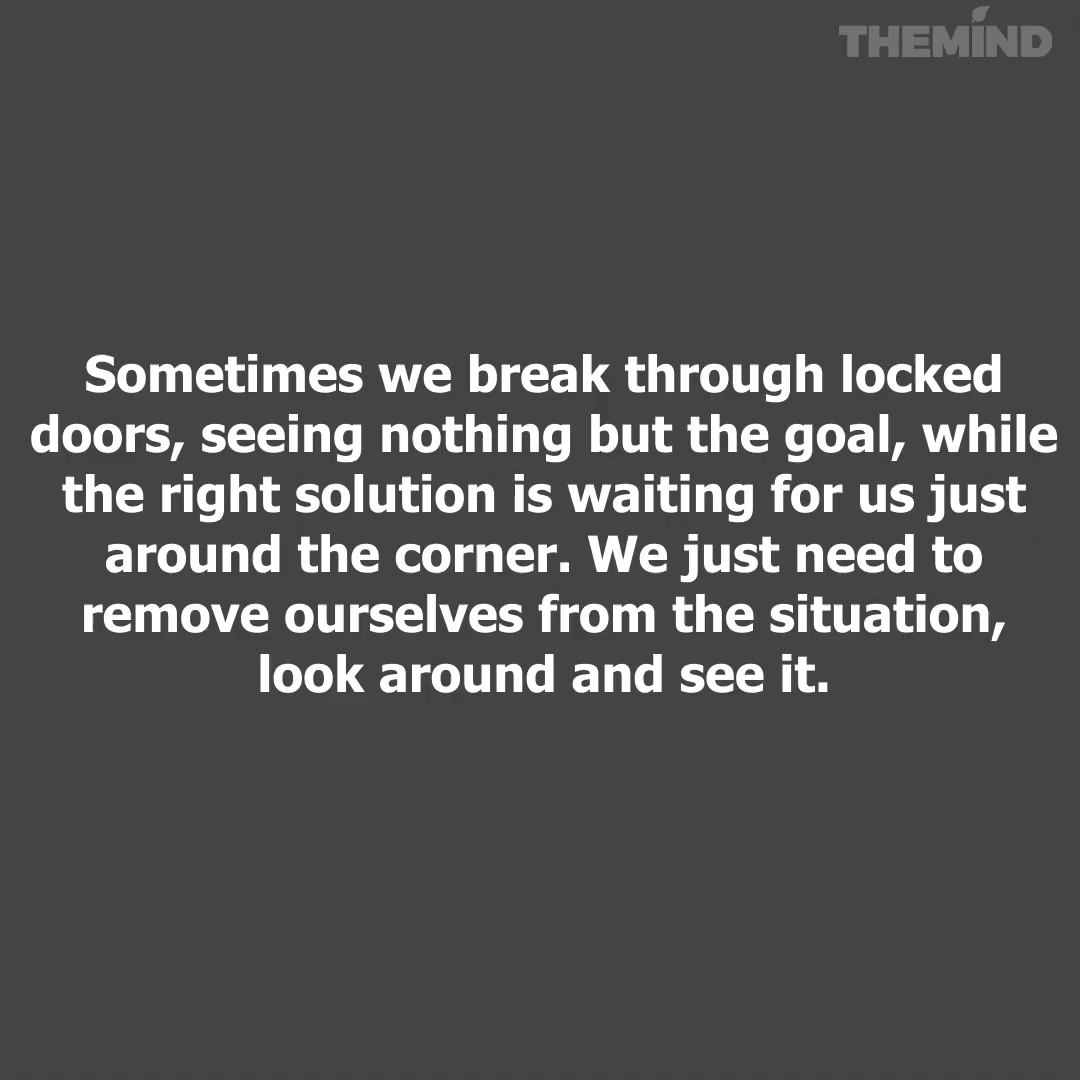 THEMIND
Sometimes we break through locked
doors, seeing nothing but the goal, while
the right solution is waiting for us just
around the corner. We just need to
remove ourselves from the situation,
look around and see it.